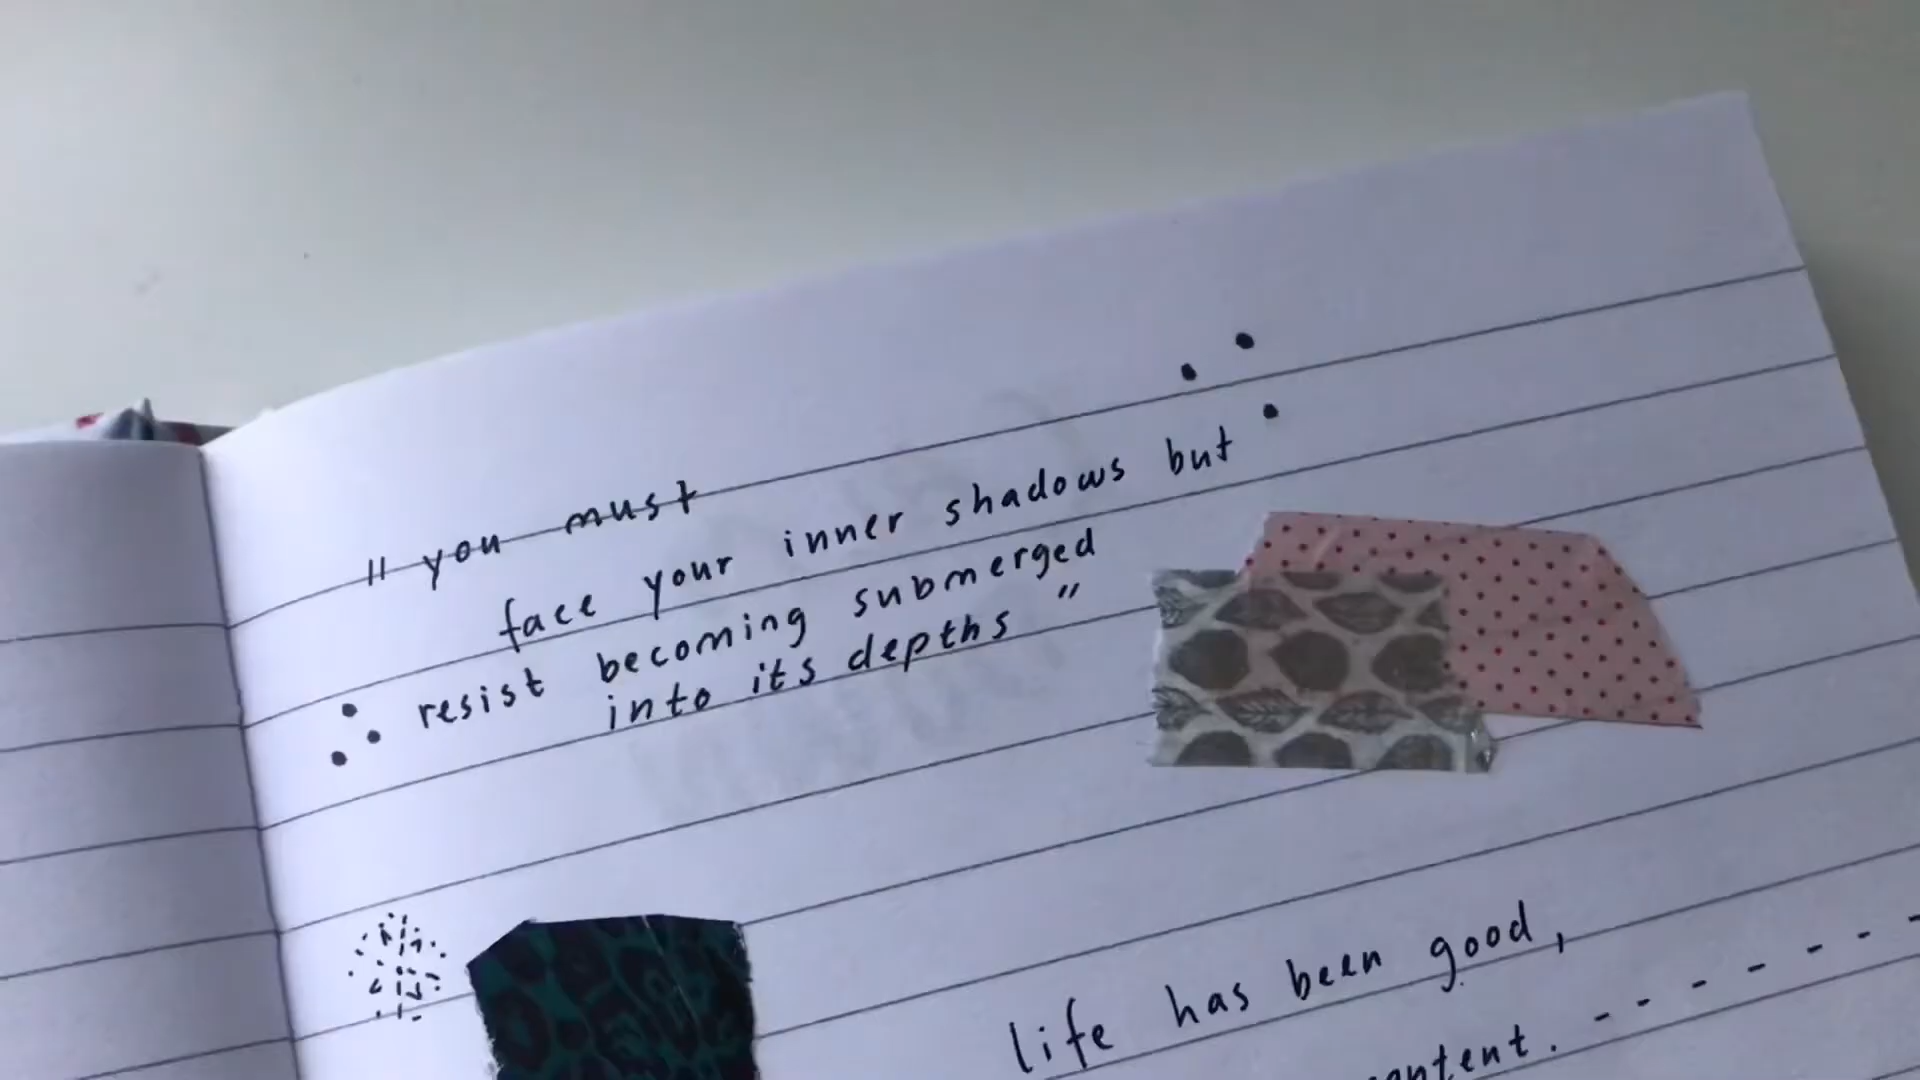 "you must
face your inner shadows but
resist becoming submerged
into its depths"
life has been good,
content.